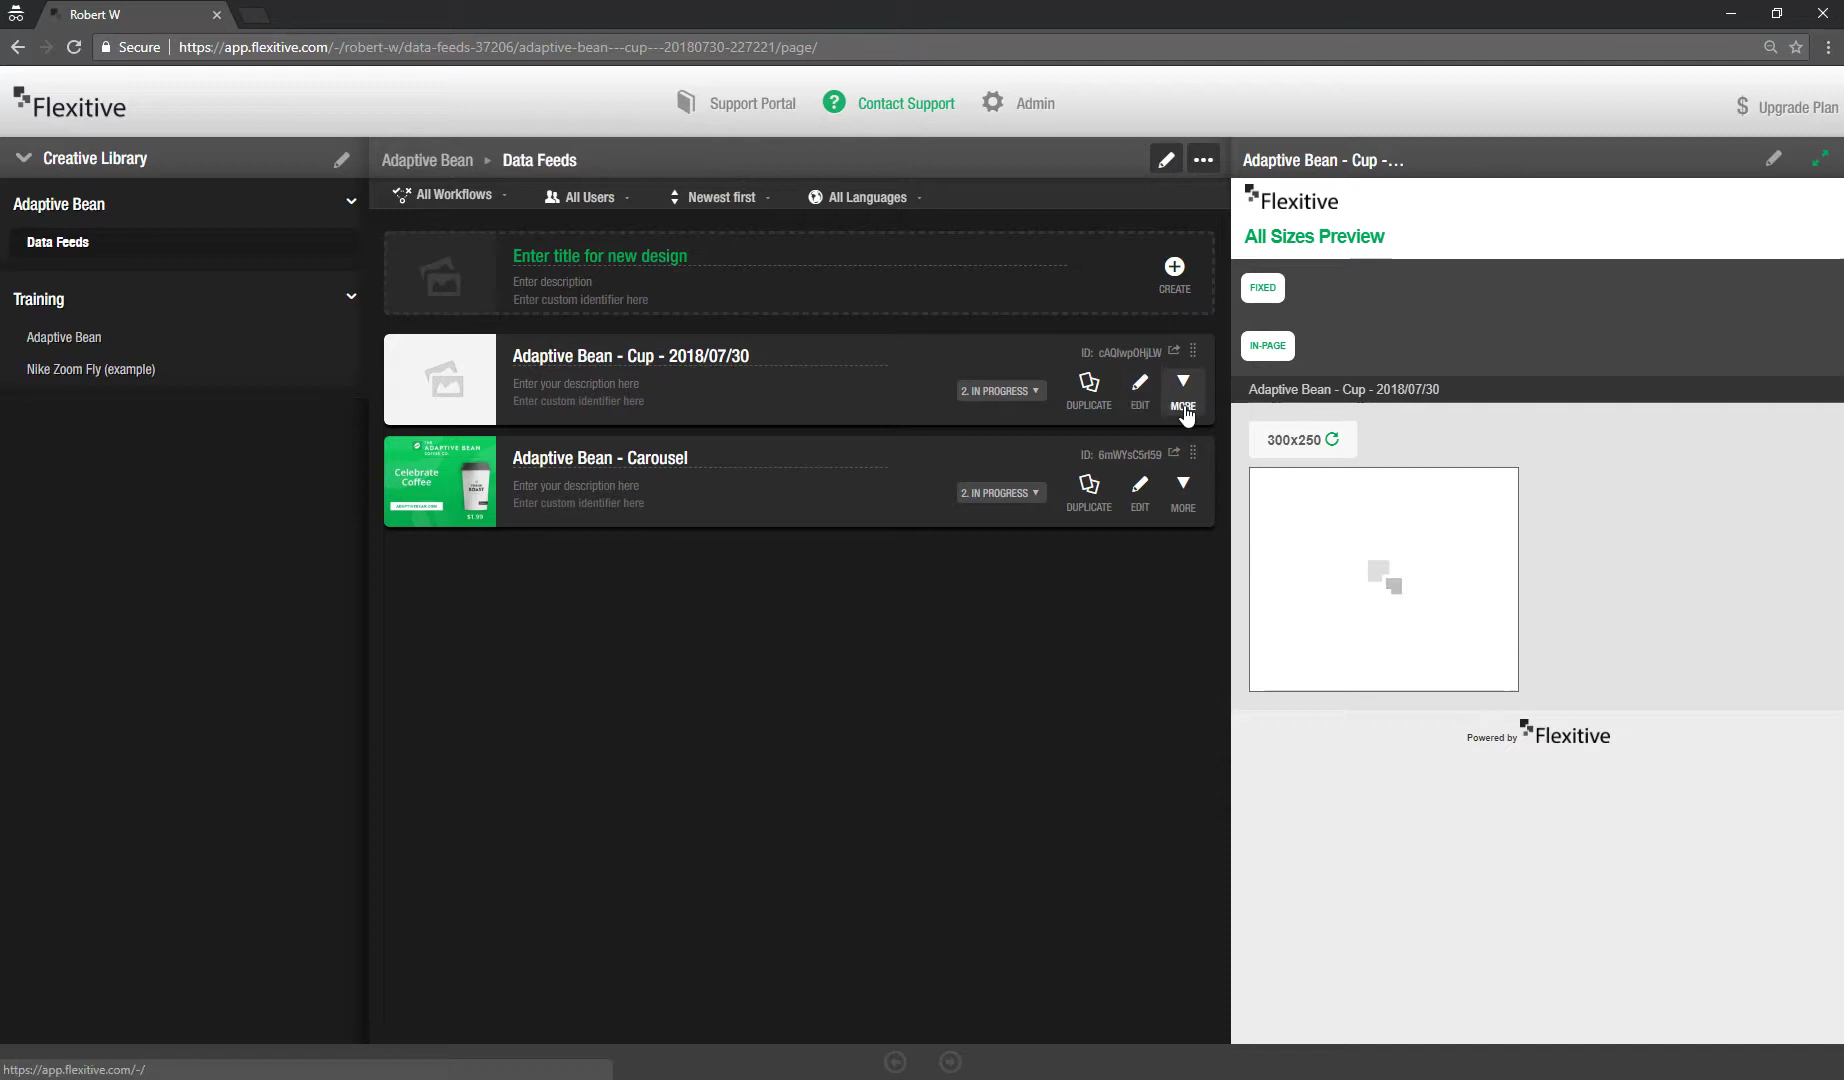 Robert W
Secure
https://app.flexitive.com/-/robert-w/data-feeds-37206/adaptive-bean---cup---20180730-227221/page/
Flexitive
Support Portal
? Contact Support
Admin
$ Upgrade Plan
Creative Library
Adaptive Bean
Data Feeds
Training
Adaptive Bean
Nike Zoom Fly (example)
Adaptive Bean ▸ Data Feeds
All Workflows
All Users
Newest first
All Languages
Enter title for new design
Enter description
Enter custom identifier here
CREATE
Adaptive Bean - Cup - 2018/07/30
Enter your description here
Enter custom identifier here
2. IN PROGRESS
DUPLICATE
EDIT
MORE
Celebrate
Coffee
ADAPTIVE BEAN
$1.99
Adaptive Bean - Carousel
Enter your description here
Enter custom identifier here
ID: 6mWYsC5rI59
2. IN PROGRESS
DUPLICATE
EDIT
MORE
Adaptive Bean - Cup -...
Flexitive
All Sizes Preview
FIXED
IN-PAGE
Adaptive Bean - Cup - 2018/07/30
300x250
Powered by Flexitive
https://app.flexitive.com/-/